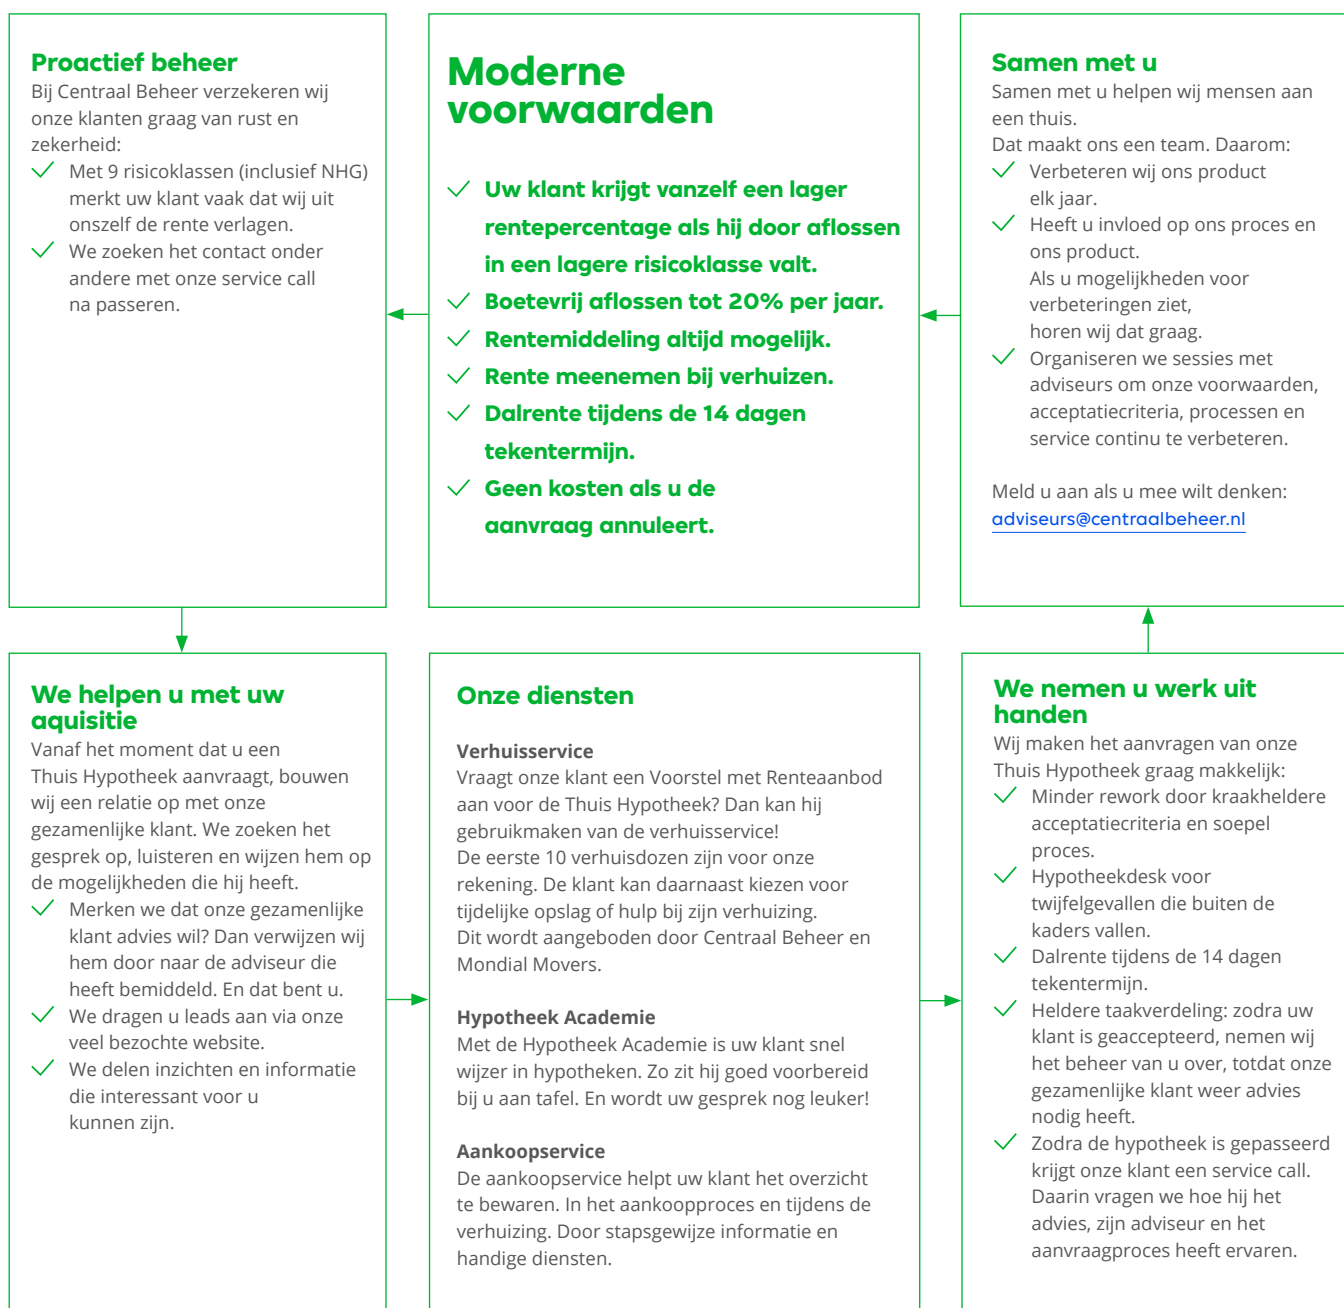 Proactief beheer
Bij Centraal Beheer verzekeren wij
onze klanten graag van rust en
zekerheid:
Met 9 risicoklassen (inclusief NHG)
merkt uw klant vaak dat wij uit
onszelf de rente verlagen.
We zoeken het contact onder
andere met onze service call
na passeren.
Moderne
voorwaarden
Uw klant krijgt vanzelf een lager
rentepercentage als hij door aflossen
in een lagere risicoklasse valt.
Boetevrij aflossen tot 20% per jaar.
Rentemiddeling altijd mogelijk.
Rente meenemen bij verhuizen.
Dalrente tijdens de 14 dagen
tekentermijn.
Geen kosten als u de
aanvraag annuleert.
Samen met u
Samen met u helpen wij mensen aan
een thuis.
Dat maakt ons een team. Daarom:
Verbeteren wij ons product
elk jaar.
Heeft u invloed op ons proces en
ons product.
Als u mogelijkheden voor
verbeteringen ziet,
horen wij dat graag.
Organiseren we sessies met
adviseurs om onze voorwaarden,
acceptatiecriteria, processen en
service continu te verbeteren.
Meld u aan als u mee wilt denken:
adviseurs@centraalbeheer.nl
We helpen u met uw
aquisitie
Vanaf het moment dat u een
Thuis Hypotheek aanvraagt, bouwen
wij een relatie op met onze
gezamenlijke klant. We zoeken het
gesprek op, luisteren en wijzen hem op
de mogelijkheden die hij heeft.
Merken we dat onze gezamenlijke
klant advies wil? Dan verwijzen wij
hem door naar de adviseur die
heeft bemiddeld. En dat bent u.
We dragen u leads aan via onze
veel bezochte website.
We delen inzichten en informatie
die interessant voor u
kunnen zijn.
Onze diensten
Verhuisservice
Vraagt onze klant een Voorstel met Renteaanbod
aan voor de Thuis Hypotheek? Dan kan hij
gebruikmaken van de verhuisservice!
De eerste 10 verhuisdozen zijn voor onze
rekening. De klant kan daarnaast kiezen voor
tijdelijke opslag of hulp bij zijn verhuizing.
Dit wordt aangeboden door Centraal Beheer en
Mondial Movers.
Hypotheek Academie
Met de Hypotheek Academie is uw klant snel
wijzer in hypotheken. Zo zit hij goed voorbereid
bij u aan tafel. En wordt uw gesprek nog leuker!
Aankoopservice
De aankoopservice helpt uw klant het overzicht
te bewaren. In het aankoopproces en tijdens de
verhuizing. Door stapsgewijze informatie en
handige diensten.
We nemen u werk uit
handen
Wij maken het aanvragen van onze
Thuis Hypotheek graag makkelijk:
Minder rework door kraakheldere
acceptatiecriteria en soepel
proces.
Hypotheekdesk voor
twijfelgevallen die buiten de
kaders vallen.
Dalrente tijdens de 14 dagen
tekentermijn.
Heldere taakverdeling: zodra uw
klant is geaccepteerd, nemen wij
het beheer van u over, totdat onze
gezamenlijke klant weer advies
nodig heeft.
Zodra de hypotheek is gepasseerd
krijgt onze klant een service call.
Daarin vragen we hoe hij het
advies, zijn adviseur en het
aanvraagproces heeft ervaren.